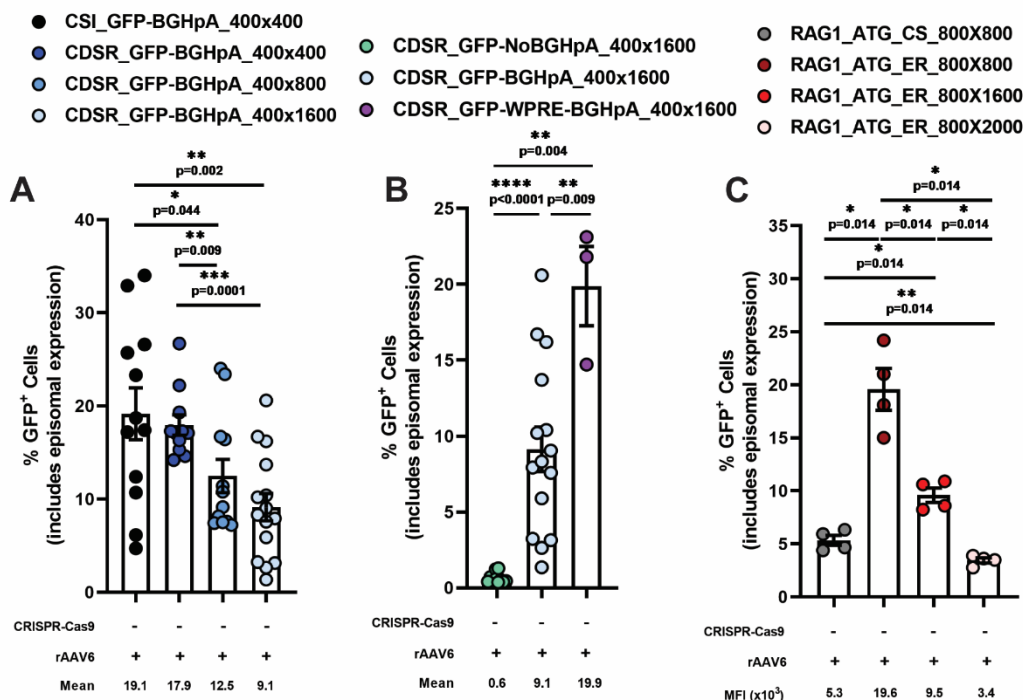 CSI_GFP-BGHpA_400x400
CDSR_GFP-BGHpA_400x400
CDSR_GFP-BGHpA_400x800
CDSR_GFP-BGHpA_400x1600
CDSR_GFP-NoBGHpA_400x1600
CDSR_GFP-BGHpA_400x1600
CDSR_GFP-WPRE-BGHpA_400x1600
RAG1_ATG_CS_800X800
RAG1_ATG_ER_800X800
RAG1_ATG_ER_800X1600
RAG1_ATG_ER_800X2000
A
**
p=0.002
*
p=0.044
**
p=0.009
***
p=0.0001
% GFP+ Cells
(includes episomal expression)
40
30
20
10
0
CRISPR-Cas9 - - - -
rAAV6 + + + +
Mean 19.1 17.9 12.5 9.1
B
**
p=0.004
**** **
p<0.0001 p=0.009
% GFP+ Cells
(includes episomal expression)
25
20
15
10
5
0
CRISPR-Cas9 - - -
rAAV6 + + +
Mean 0.6 9.1 19.9
C
*
p=0.014
* * *
p=0.014 p=0.014 p=0.014
*
p=0.014
**
p=0.014
% GFP+ Cells
(includes episomal expression)
35
30
25
20
15
10
5
0
CRISPR-Cas9 - - - -
rAAV6 + + + +
MFI (x10³) 5.3 19.6 9.5 3.4